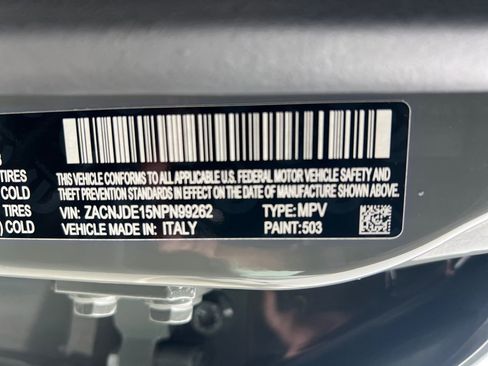 TIRES
COLD
TIRES
) COLD
THIS VEHICLE CONFORMS TO ALL APPLICABLE U.S. FEDERAL MOTOR VEHICLE SAFETY
AND THEFT PREVENTION STANDARDS IN EFFECT ON THE DATE OF MANUFACTURE SHOWN ABOVE
VIN: ZACNJDE15NPN99262 TYPE: MPV
VEHICLE MADE IN: ITALY PAINT: 503